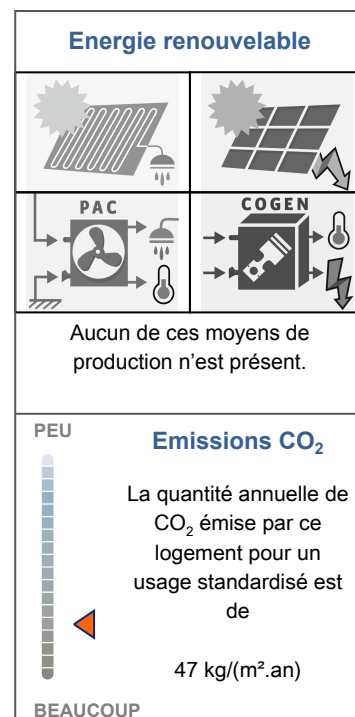 Energie renouvelable
PAC
COGEN
Aucun de ces moyens de
production n'est présent.
PEU
Emissions CO₂
La quantité annuelle de
CO₂ émise par ce
logement pour un
usage standardisé est
de
47 kg/(m².an)
BEAUCOUP